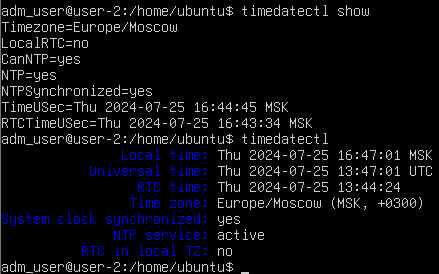 adm_user@user-2:/home/ubuntu$ timedatectl show
Timezone=Europe/Moscow
LocalRTC=no
CanNTP=yes
NTP=yes
NTPSynchronized=yes
TimeUSec=Thu 2024-07-25 16:44:45 MSK
RTCTimeUSec=Thu 2024-07-25 16:43:34 MSK
adm_user@user-2:/home/ubuntu$ timedatectl
Local time: Thu 2024-07-25 16:47:01 MSK
Universal time: Thu 2024-07-25 13:47:01 UTC
RTC time: Thu 2024-07-25 13:44:24
Time zone: Europe/Moscow (MSK, +0300)
System clock synchronized: yes
NTP service: active
RTC in local TZ: no
adm_user@user-2:/home/ubuntu$ _